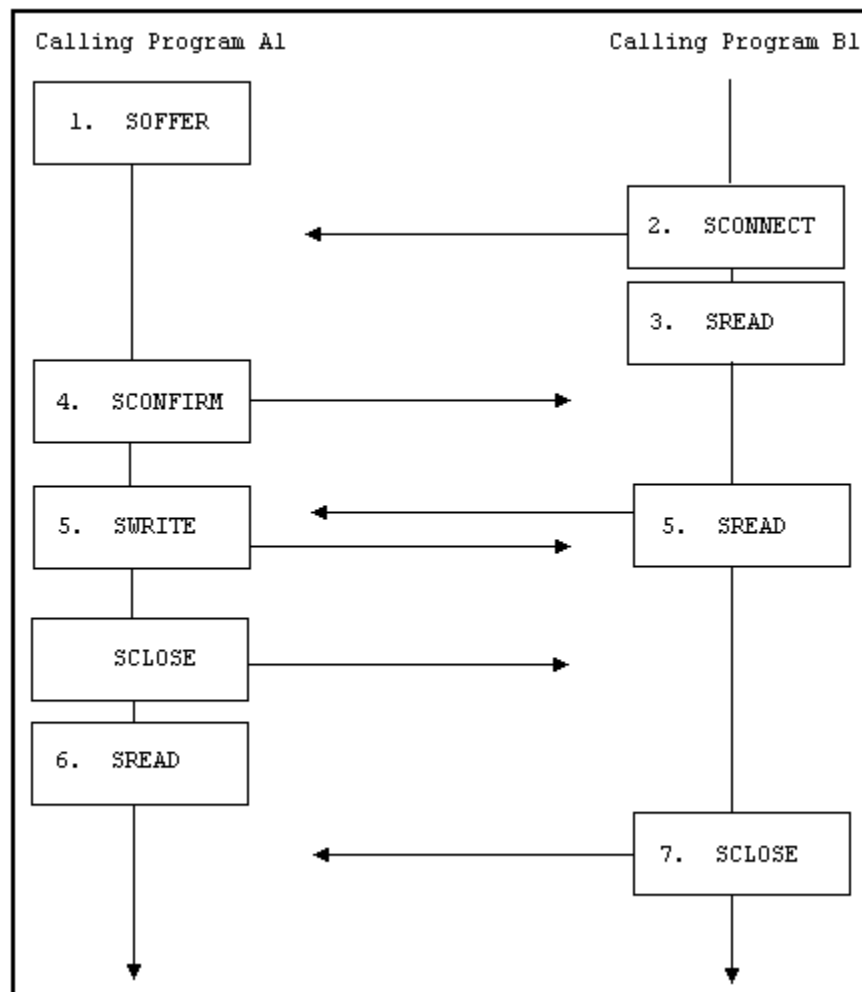 Calling Program A1
Calling Program B1
1. SOFFER
2. SCONNECT
3. SREAD
4. SCONFIRM
5. SWRITE
5. SREAD
SCLOSE
6. SREAD
7. SCLOSE